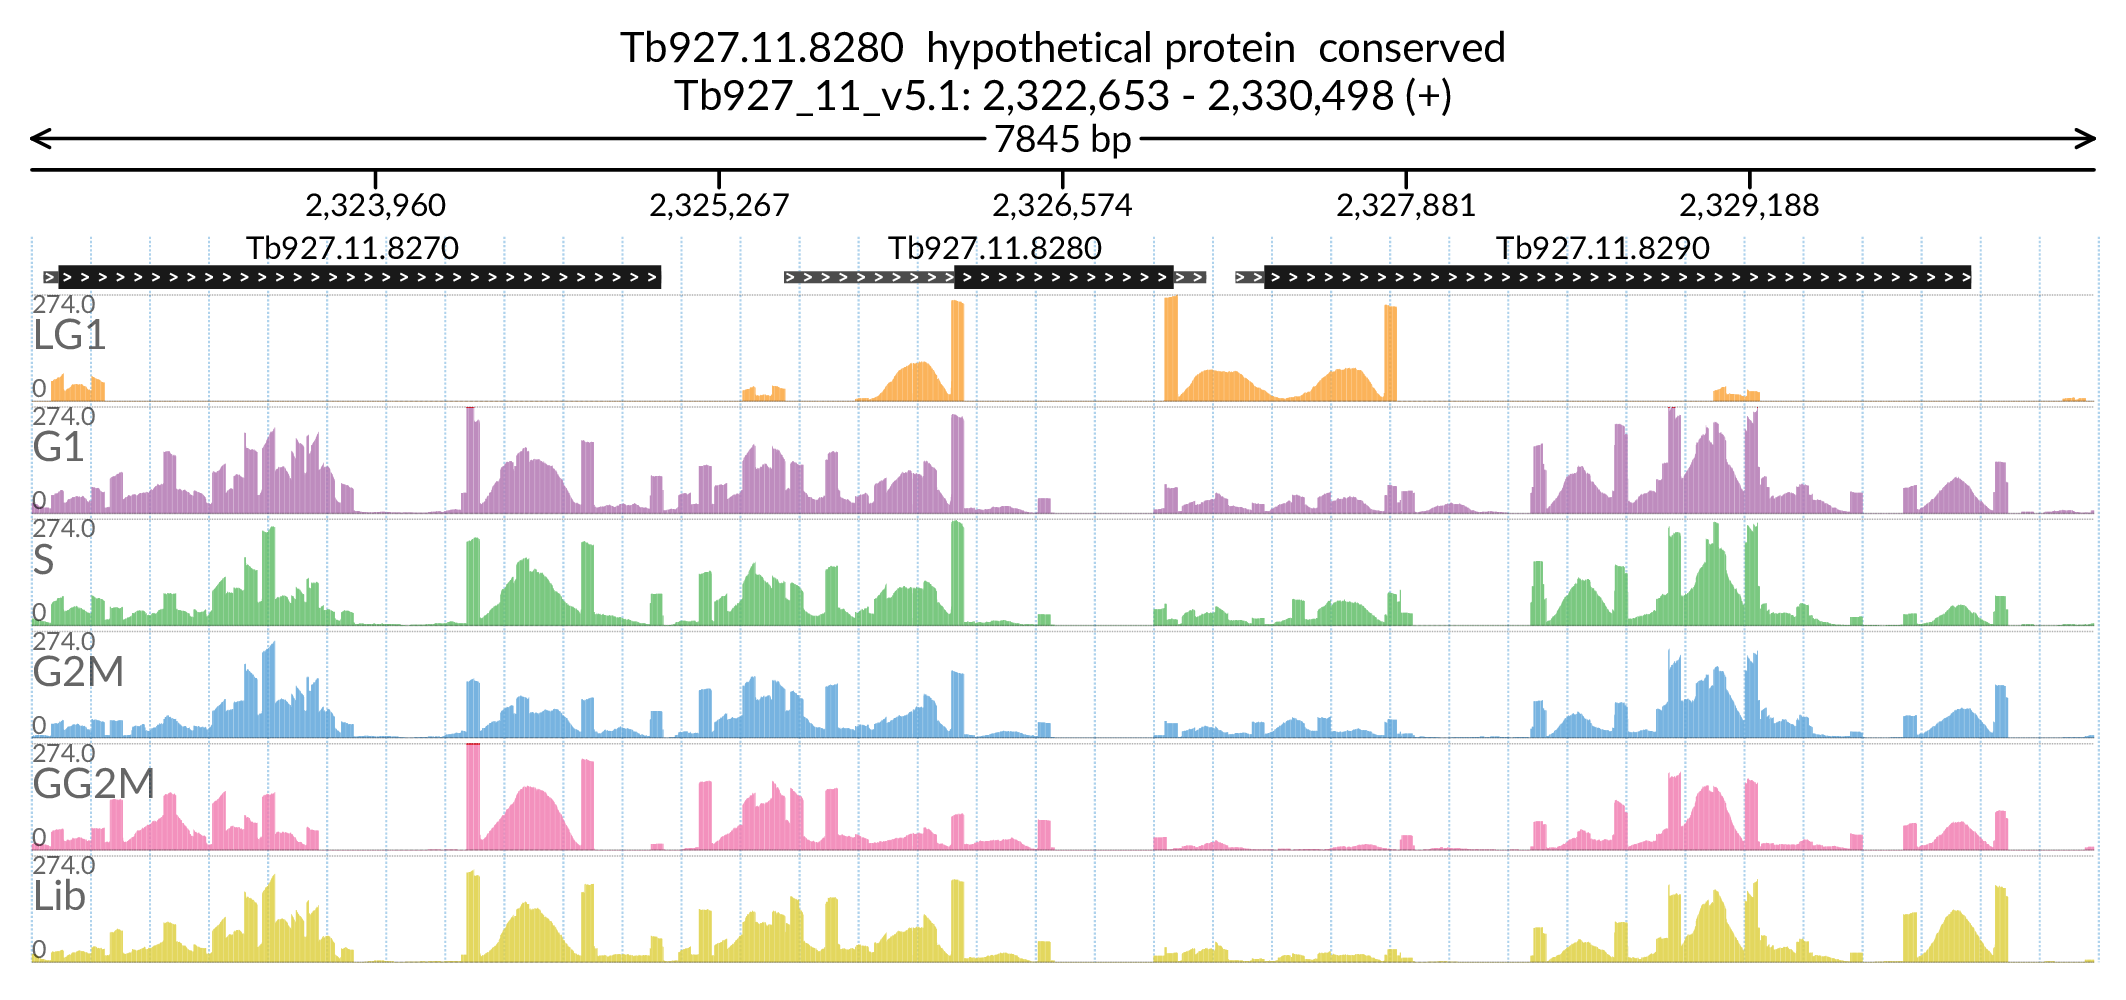 Tb927.11.8280 hypothetical protein conserved
Tb927_11_v5.1: 2,322,653 - 2,330,498 (+)
7845 bp
2,323,960 2,325,267 2,326,574 2,327,881 2,329,188
Tb927.11.8270 Tb927.11.8280 Tb927.11.8290
274.0
LG1
0
274.0
G1
0
274.0
S
0
274.0
G2M
0
274.0
GG2M
0
274.0
Lib
0